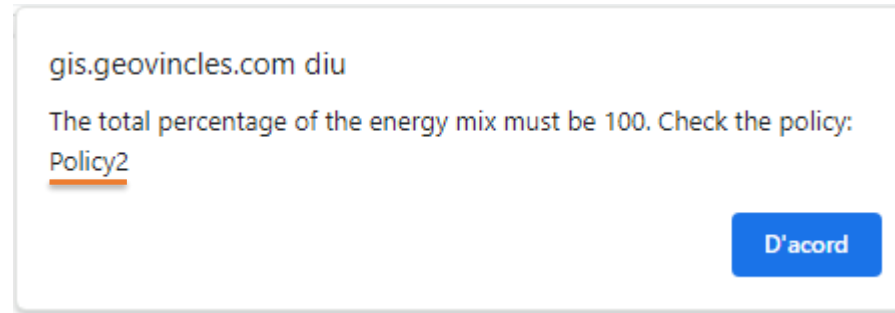 gis.geovincles.com diu
The total percentage of the energy mix must be 100. Check the policy:
Policy2
D'acord